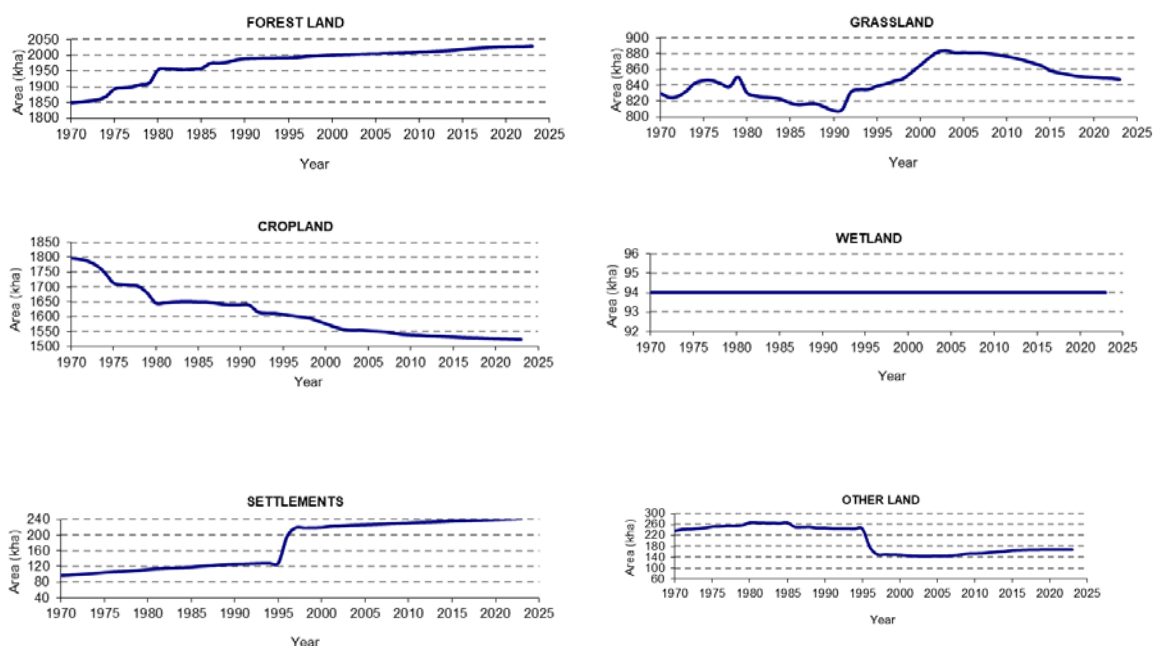 FOREST LAND
Area (kha)
2050
2000
1950
1900
1850
1800
1970 1975 1980 1985 1990 1995 2000 2005 2010 2015 2020 2025
Year
GRASSLAND
Area (kha)
900
880
860
840
820
800
1970 1975 1980 1985 1990 1995 2000 2005 2010 2015 2020 2025
Year
CROPLAND
Area (kha)
1850
1800
1750
1700
1650
1600
1550
1500
1970 1975 1980 1985 1990 1995 2000 2005 2010 2015 2020 2025
Year
WETLAND
Area (kha)
96
95
94
93
92
1970 1975 1980 1985 1990 1995 2000 2005 2010 2015 2020 2025
Year
SETTLEMENTS
Area (kha)
240
200
160
120
80
40
1970 1975 1980 1985 1990 1995 2000 2005 2010 2015 2020 2025
Year
OTHER LAND
Area (kha)
300
260
220
180
140
100
60
1970 1975 1980 1985 1990 1995 2000 2005 2010 2015 2020 2025
Year